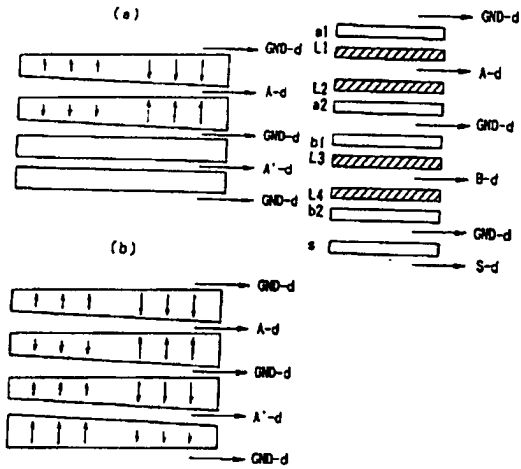 (a)
GND-d
A-d
GND-d
A'-d
GND-d
(b)
GND-d
A-d
GND-d
A'-d
GND-d
GND-d
a1
L1
A-d
L2
a2
GND-d
b1
L3
B-d
L4
b2
GND-d
s
S-d